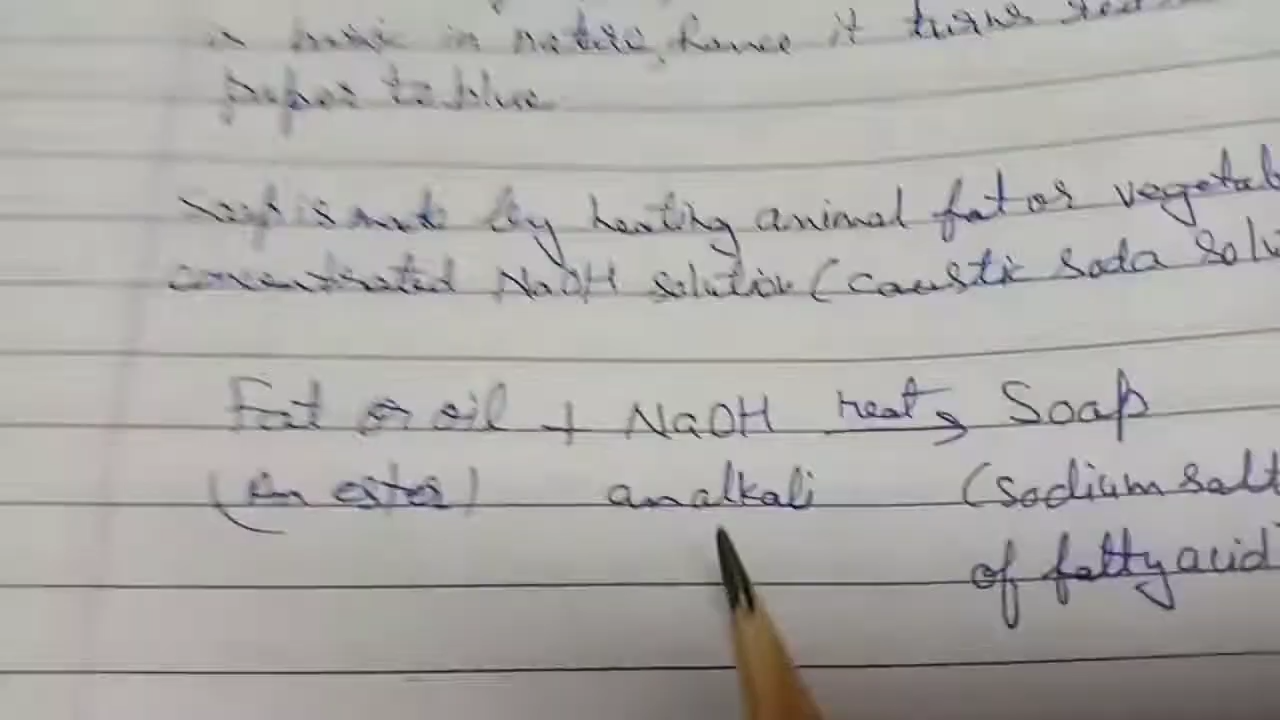 is basic in nature, hence it turns red
paper to blue
Soap is made by heating animal fat or vegetab
concentrated NaOH solution (caustic soda solu
Fat or oil + NaOH heat → Soap
(an ester) an alkali (sodium salt
of fatty acid